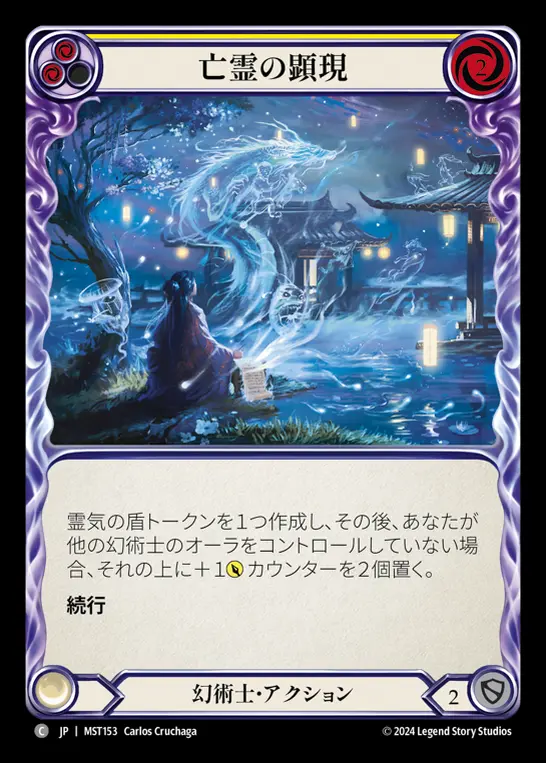 亡霊の顕現
2
霊気の盾トークンを1つ作成し、その後、あなたが
他の幻術士のオーラをコントロールしていない場
合、それの上に+1カウンターを2個置く。
続行
幻術士・アクション
2
C JP | MST153 Carlos Cruchaga
© 2024 Legend Story Studios